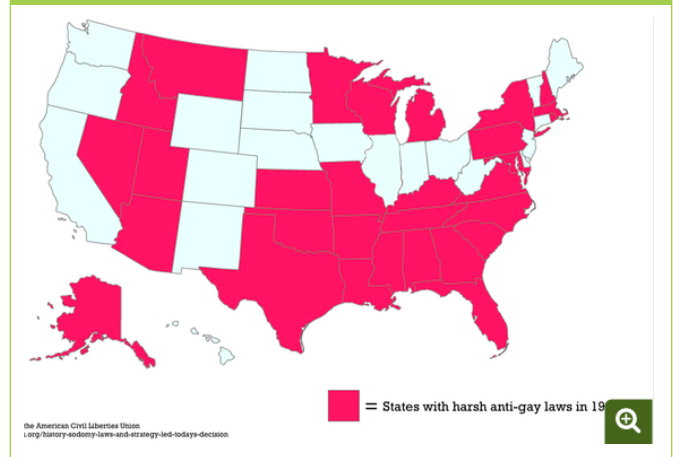 = States with harsh anti-gay laws in 19
the American Civil Liberties Union
.org/history-sodomy-laws-and-strategy-led-todays-decision